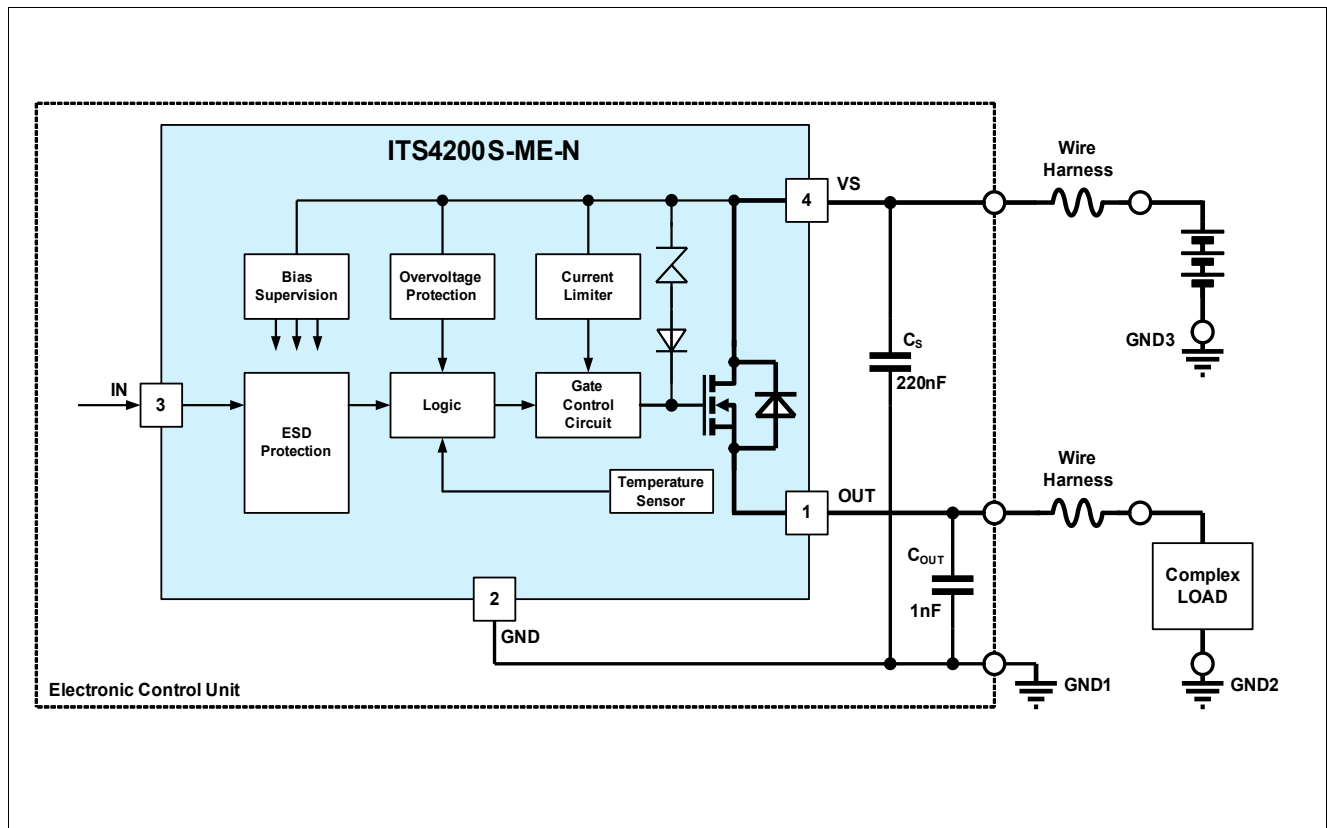 ITS4200S-ME-N
VS
4
Wire
Harness
Bias
Supervision
Overvoltage
Protection
Current
Limiter
GND3
CS
220nF
IN
3
ESD
Protection
Logic
Gate
Control
Circuit
Temperature
Sensor
Wire
Harness
OUT
1
COUT
1nF
Complex
LOAD
2
GND
Electronic Control Unit
GND1
GND2